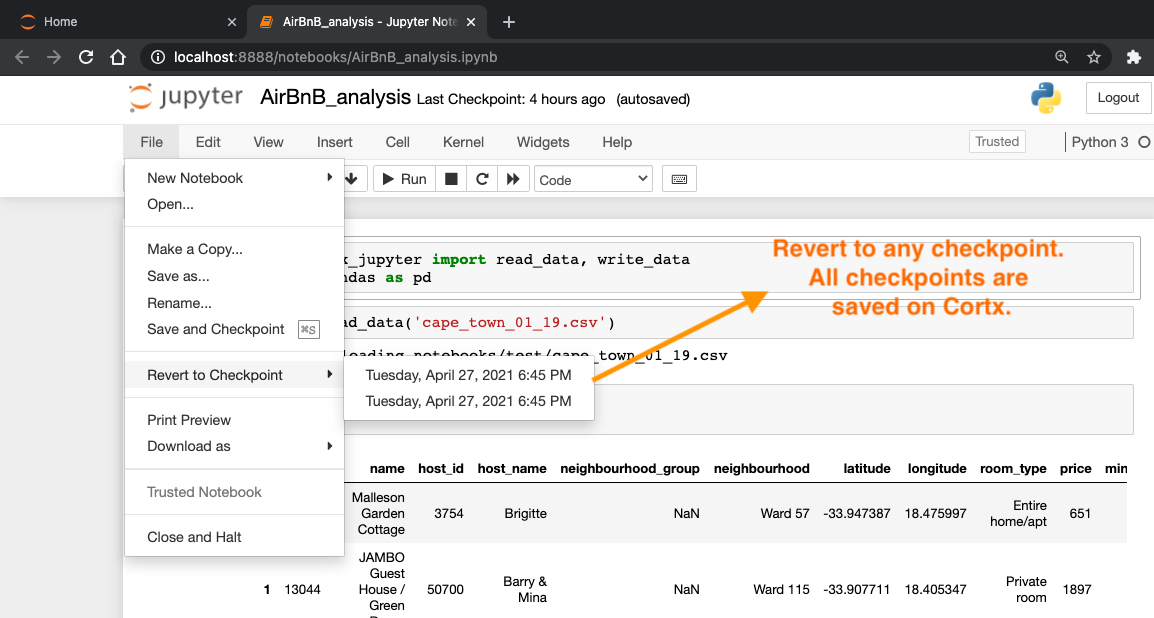 Home
AirBnB_analysis - Jupyter Note
localhost:8888/notebooks/AirBnB_analysis.ipynb
jupyter AirBnB_analysis Last Checkpoint: 4 hours ago (autosaved)
Logout
File Edit View Insert Cell Kernel Widgets Help
Trusted
Python 3
New Notebook
Open...
Make a Copy...
Save as...
Rename...
Save and Checkpoint ⌘S
Revert to Checkpoint
Print Preview
Download as
Trusted Notebook
Close and Halt
Tuesday, April 27, 2021 6:45 PM
Tuesday, April 27, 2021 6:45 PM
Run
Code
_jupyter import read_data, write_data
as pd
_data('cape_town_01_19.csv')
notebooks/test/cape_town_01_19.csv
Revert to any checkpoint.
All checkpoints are
saved on Cortx.
name host_id host_name neighbourhood_group neighbourhood latitude longitude room_type price min
Malleson
Garden
Cottage
3754 Brigitte NaN Ward 57 -33.947387 18.475997
Entire
home/apt
651
1 13044
JAMBO
Guest
House /
Green
50700
Barry &
Mina
NaN Ward 115 -33.907711 18.405347
Private
room
1897